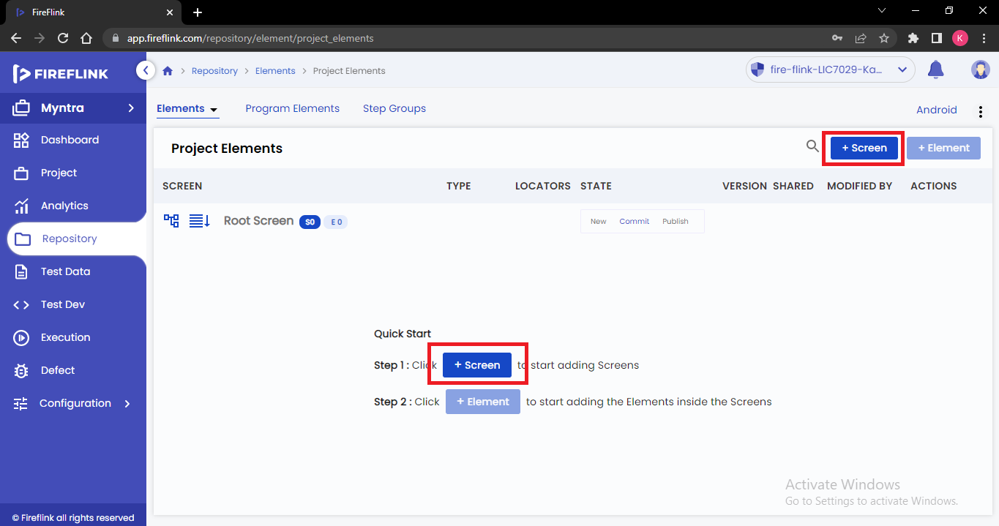 FireFlink
app.fireflink.com/repository/element/project_elements
K
FIREFLINK
Repository
Elements
Project Elements
fire-flink-LIC7029-Ka...
Myntra
Dashboard
Project
Analytics
Repository
Test Data
Test Dev
Execution
Defect
Configuration
© Fireflink all rights reserved
Elements
Program Elements
Step Groups
Android
Project Elements
+ Screen
+ Element
SCREEN TYPE LOCATORS STATE VERSION SHARED MODIFIED BY ACTIONS
Root Screen S0 E 0 New Commit Publish
Quick Start
Step 1 : Click + Screen to start adding Screens
Step 2 : Click + Element to start adding the Elements inside the Screens
Activate Windows
Go to Settings to activate Windows.